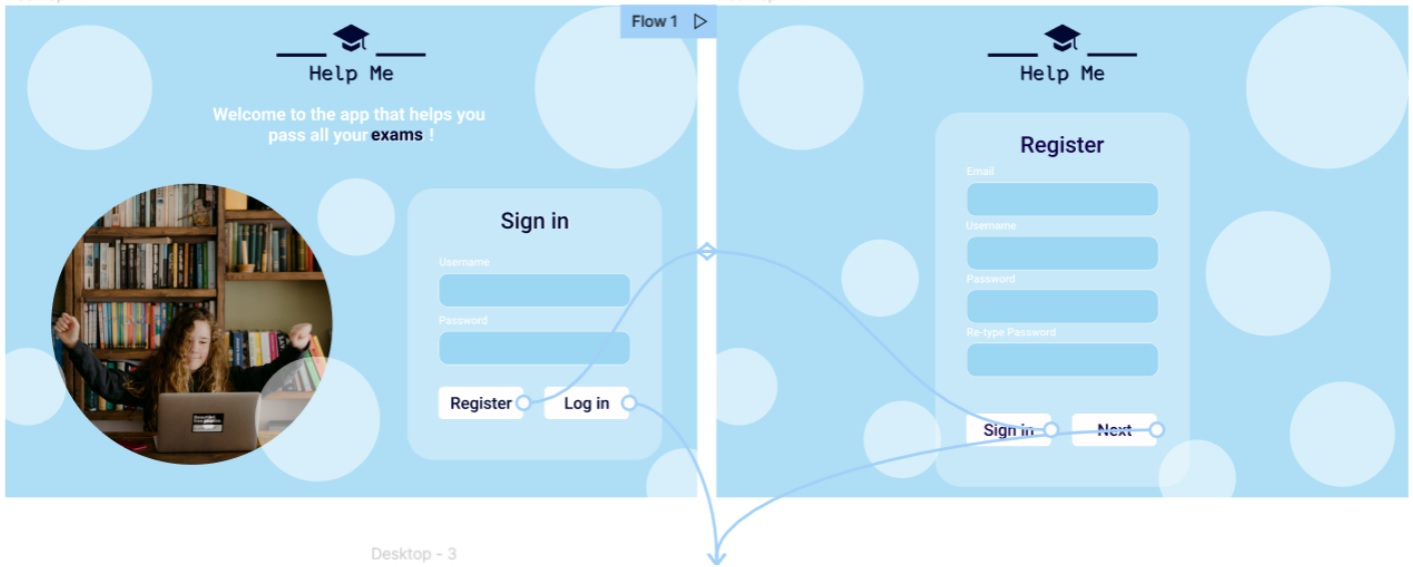 Flow 1
Help Me
Welcome to the app that helps you
pass all your exams !
Sign in
Username
Password
Register
Log in
Help Me
Register
Email
Username
Password
Re-type Password
Sign in
Next
Desktop - 3